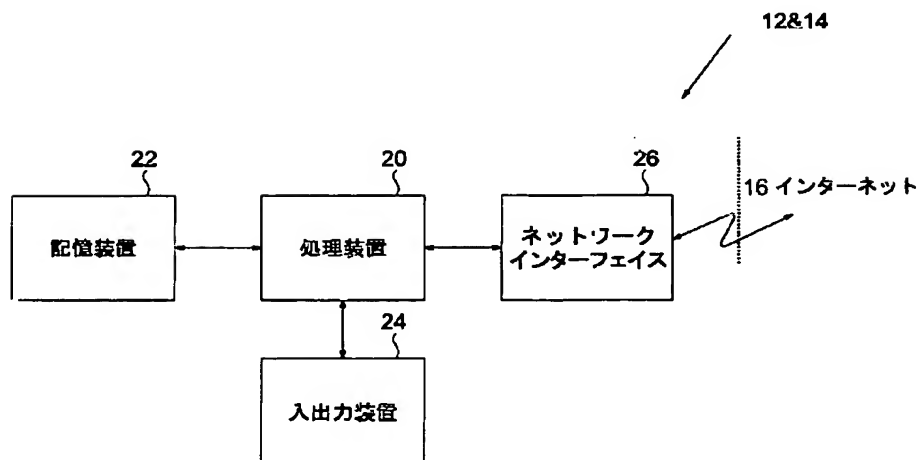 12&14
22
20
26
16 インターネット
記憶装置
処理装置
ネット・ワーク
インターフェイス
24
入出力装置